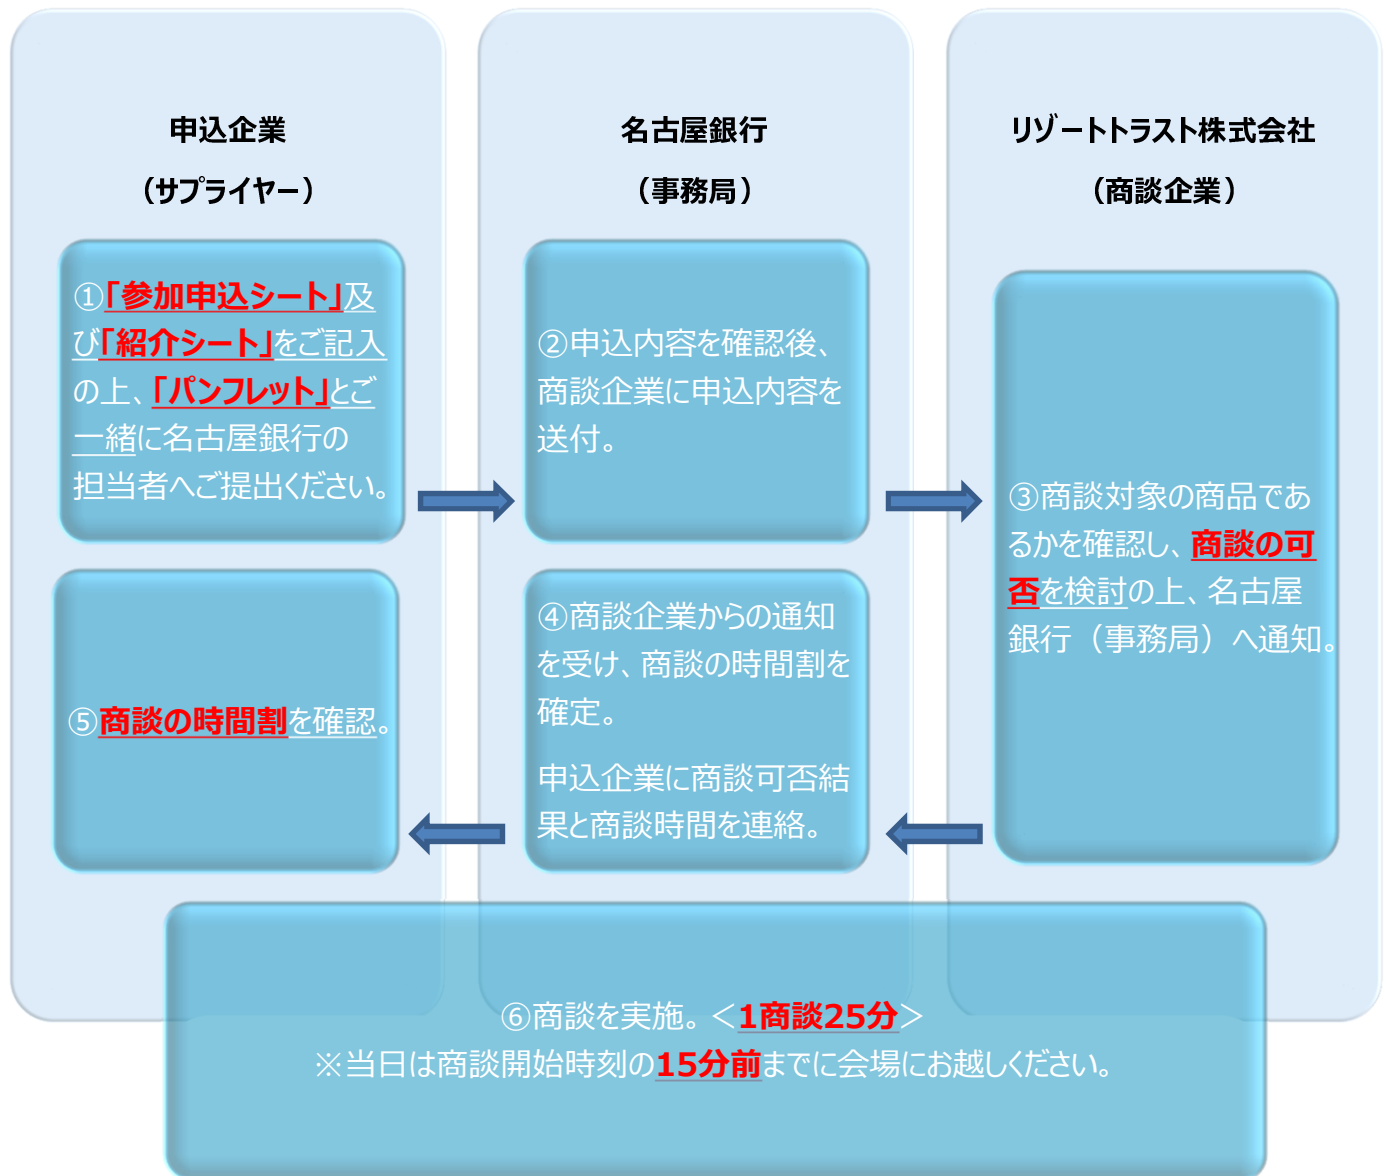 申込企業
（サプライヤー）
①「参加申込シート」及
び「紹介シート」をご記入
の上、「パンフレット」とご
一緒に名古屋銀行の
担当者へご提出ください。
⑤商談の時間割を確認。
名古屋銀行
（事務局）
②申込内容を確認後、
商談企業に申込内容を
送付。
④商談企業からの通知
を受け、商談の時間割を
確定。
申込企業に商談可否結
果と商談時間を連絡。
リゾートトラスト株式会社
（商談企業）
③商談対象の商品であ
るかを確認し、商談の可
否を検討の上、名古屋
銀行（事務局）へ通知。
⑥商談を実施。＜1商談25分＞
※当日は商談開始時刻の15分前までに会場にお越しください。